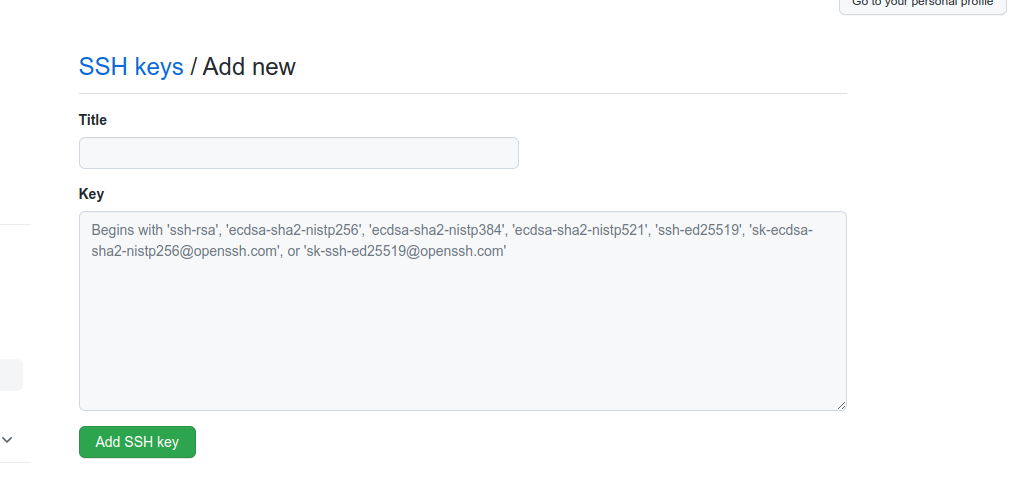 Go to your personal profile
SSH keys / Add new
Title
Key
Begins with 'ssh-rsa', 'ecdsa-sha2-nistp256', 'ecdsa-sha2-nistp384', 'ecdsa-sha2-nistp521', 'ssh-ed25519', 'sk-ecdsa-
sha2-nistp256@openssh.com', or 'sk-ssh-ed25519@openssh.com'
Add SSH key